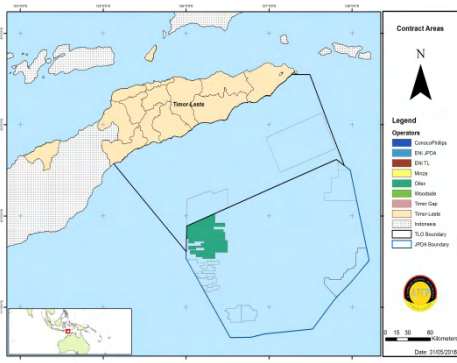 Contract Areas
N
Timor-Leste
Legend
Operators
ConocoPhillips
ENI JPDA
ENI TL
Minza
Oilex
Woodside
Timor Gap
Timor-Leste
Indonesia
TLO Boundary
JPDA Boundary
0 15 30 60
Kilometers
Date: 31/05/2016